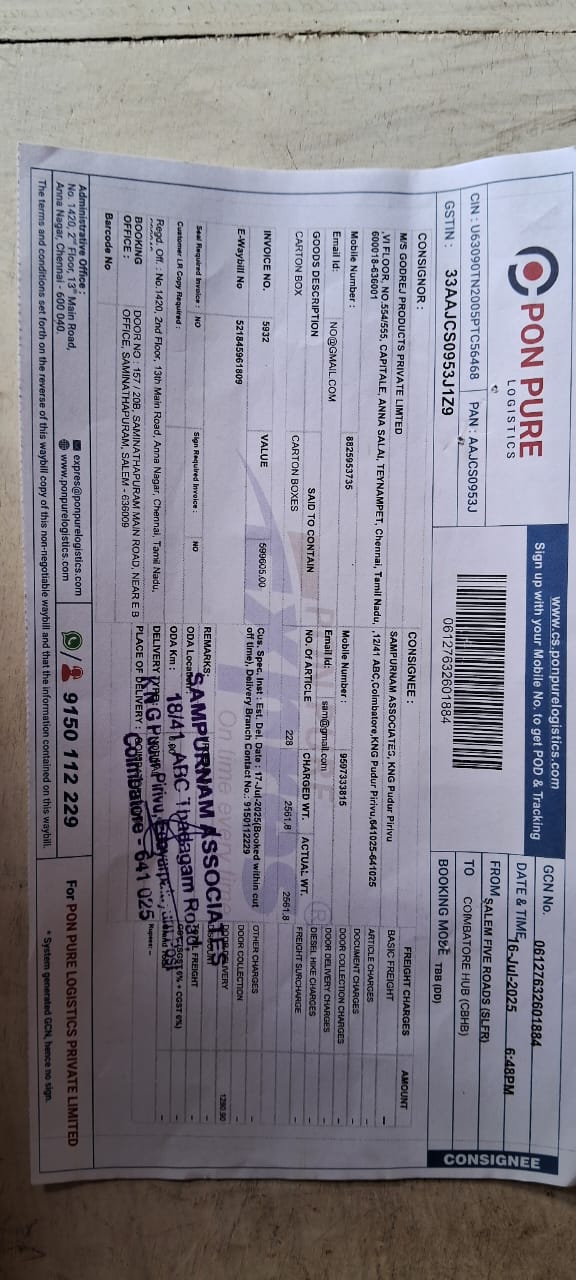 PON PURE
LOGISTICS
www.cs.ponpurelogistics.com
Sign up with your Mobile No. to get POD & Tracking
CIN : U63090TN2005PTC56468 PAN : AAJCS0953J
GSTIN : 33AAJCS0953J1Z9
06127632601884
GCN No. 06127632601884
DATE & TIME 16-Jul-2025 6:48PM
FROM SALEM FIVE ROADS (SLFR)
TO COIMBATORE HUB (CBHB)
BOOKING MODE TBB (DD)
CONSIGNEE
CONSIGNOR :
M/S GODREJ PRODUCTS PRIVATE LIMTED
,VI FLOOR, NO.554/555, CAPITALE, ANNA SALAI, TEYNAMPET, Chennai, Tamil Nadu,
600018-636001
Mobile Number : 8825953735
Email Id: NO@GMAIL.COM
CONSIGNEE :
SAMPURNAM ASSOCIATES, KNG Pudur Pirivu
,12/41 ABC,Coimbatore,KNG Pudur Pirivu,641025-641025
Mobile Number : 9597333815
Email Id: sam@gmail.com
GOODS DESCRIPTION SAID TO CONTAIN NO. OF ARTICLE CHARGED WT. ACTUAL WT.
CARTON BOX CARTON BOXES 228 2561.8 2561.8
INVOICE NO. 5932 VALUE 599605.00
E-Waybill No 521845961809
Cus. Spec. Inst : Est. Del. Date : 17-Jul-2025(Booked within cut
of time), Delivery Branch Contact No.: 9150112229
Seal Required Invoice : NO Sign Required Invoice : NO
Customer LR Copy Required :
REMARKS:
ODA Location
ODA Km :
DELIVERY
PLACE OF DELIVERY :
SAMPURNAM ASSOCIATES
18/41, ABC Thadagam Road
K N G Pudur Pirivu,
Coimbatore - 641 025
FREIGHT CHARGES AMOUNT
BASIC FREIGHT -
ARTICLE CHARGES
DOCUMENT CHARGES
DOOR COLLECTION CHARGES
DOOR DELIVERY CHARGES
DIESEL HIKE CHARGES -
FREIGHT SURCHARGE -
OTHER CHARGES -
DOOR COLLECTION -
DOOR DELIVERY
FREIGHT
Rupees: --
Regd. Off. : No. 1420, 2nd Floor, 13th Main Road, Anna Nagar, Chennai, Tamil Nadu,
BOOKING
OFFICE :
DOOR NO : 157 / 20B, SAMINATHAPURAM MAIN ROAD, NEAR E B
OFFICE, SAMINATHAPURAM, SALEM - 636009
Barcode No
Administrative Office :
No. 1420, 2nd Floor, 13th Main Road,
Anna Nagar, Chennai - 600 040.
expres@ponpurelogistics.com
www.ponpurelogistics.com
9150 112 229
For PON PURE LOGISTICS PRIVATE LIMITED
The terms and conditions set forth on the reverse of this waybill copy of this non-negotiable waybill and that the information contained on this waybill.
* System generated GCN, hence no sign.